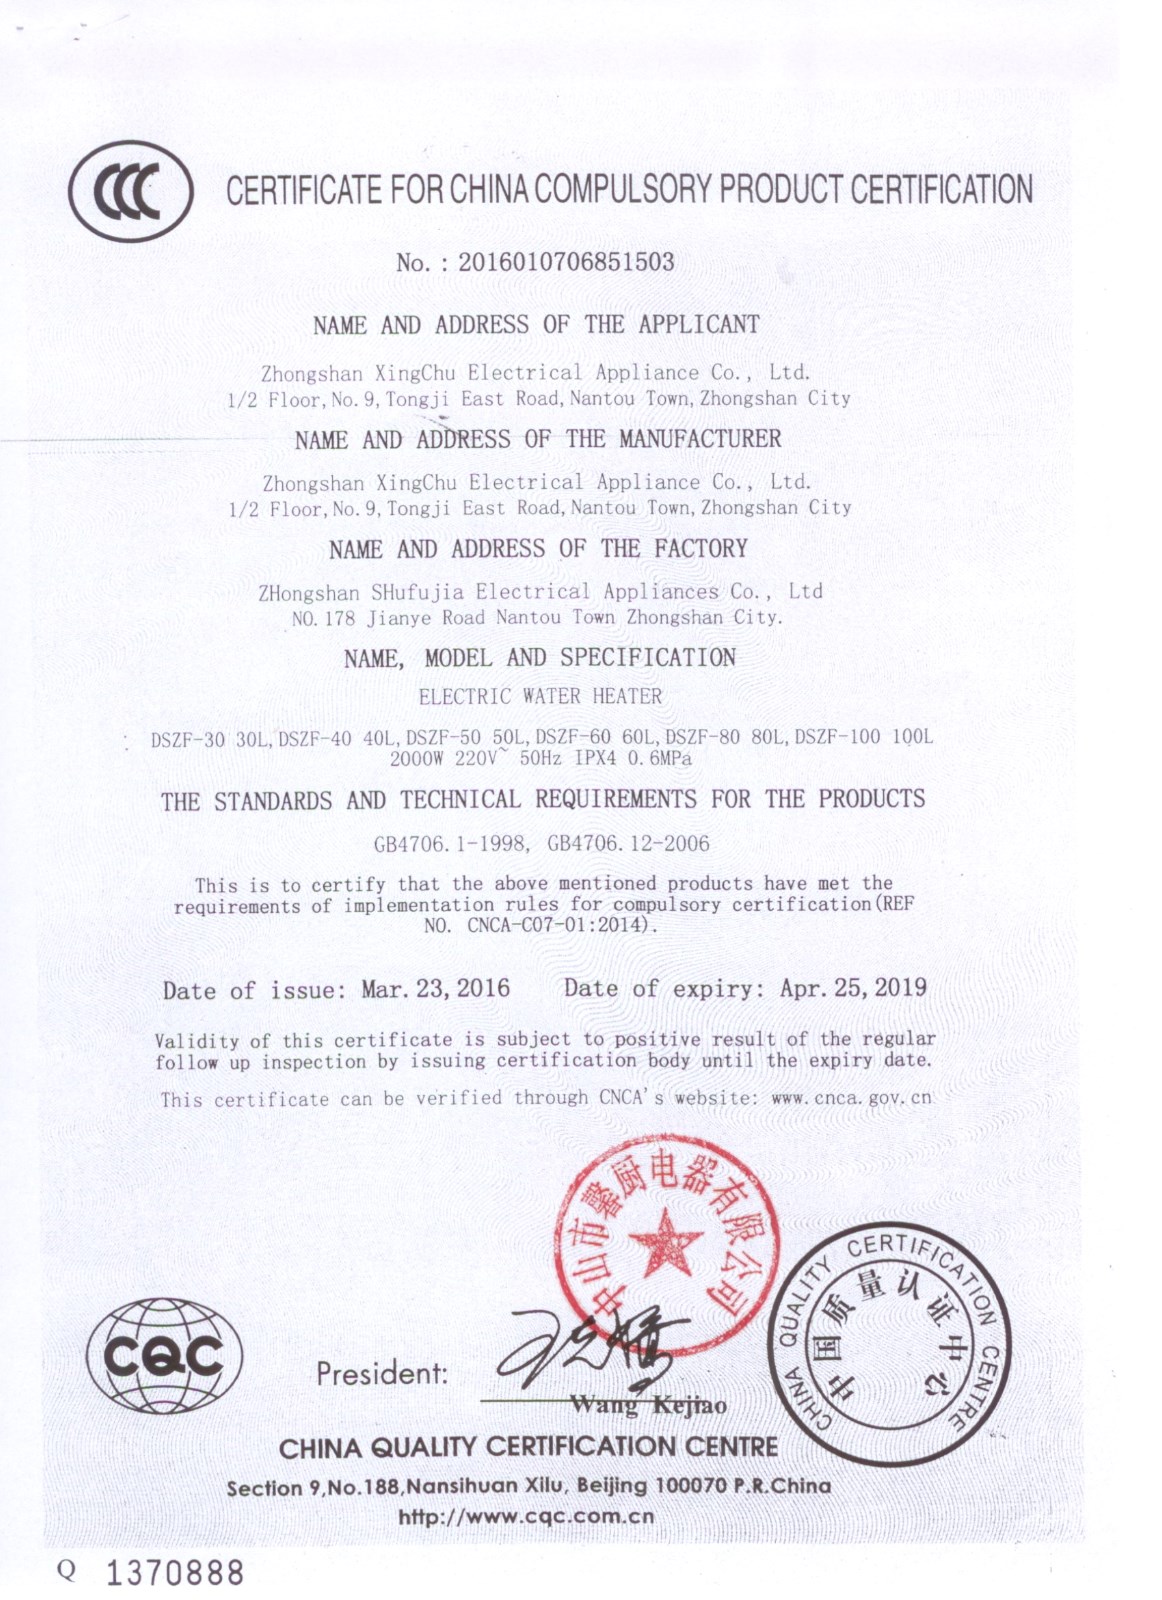 CCC
CERTIFICATE FOR CHINA COMPULSORY PRODUCT CERTIFICATION
No. : 2016010706851503
NAME AND ADDRESS OF THE APPLICANT
Zhongshan XingChu Electrical Appliance Co., Ltd.
1/2 Floor, No. 9, Tongji East Road, Nantou Town, Zhongshan City
NAME AND ADDRESS OF THE MANUFACTURER
Zhongshan XingChu Electrical Appliance Co., Ltd.
1/2 Floor, No. 9, Tongji East Road, Nantou Town, Zhongshan City
NAME AND ADDRESS OF THE FACTORY
ZHongshan SHufujia Electrical Appliances Co., Ltd
NO. 178 Jianye Road Nantou Town Zhongshan City.
NAME, MODEL AND SPECIFICATION
ELECTRIC WATER HEATER
DSZF-30 30L, DSZF-40 40L, DSZF-50 50L, DSZF-60 60L, DSZF-80 80L, DSZF-100 100L
2000W 220V~ 50Hz IPX4 0.6MPa
THE STANDARDS AND TECHNICAL REQUIREMENTS FOR THE PRODUCTS
GB4706.1-1998, GB4706.12-2006
This is to certify that the above mentioned products have met the
requirements of implementation rules for compulsory certification(REF
NO. CNCA-C07-01:2014).
Date of issue: Mar. 23, 2016 Date of expiry: Apr. 25, 2019
Validity of this certificate is subject to positive result of the regular
follow up inspection by issuing certification body until the expiry date.
This certificate can be verified through CNCA's website: www.cnca.gov.cn
中山市馨厨电器有限公司
CHINA QUALITY CERTIFICATION CENTRE
中国质量认证中心
CQC
President:
Wang Kejiao
CHINA QUALITY CERTIFICATION CENTRE
Section 9, No.188, Nansihuan Xilu, Beijing 100070 P.R.China
http://www.cqc.com.cn
Q 1370888